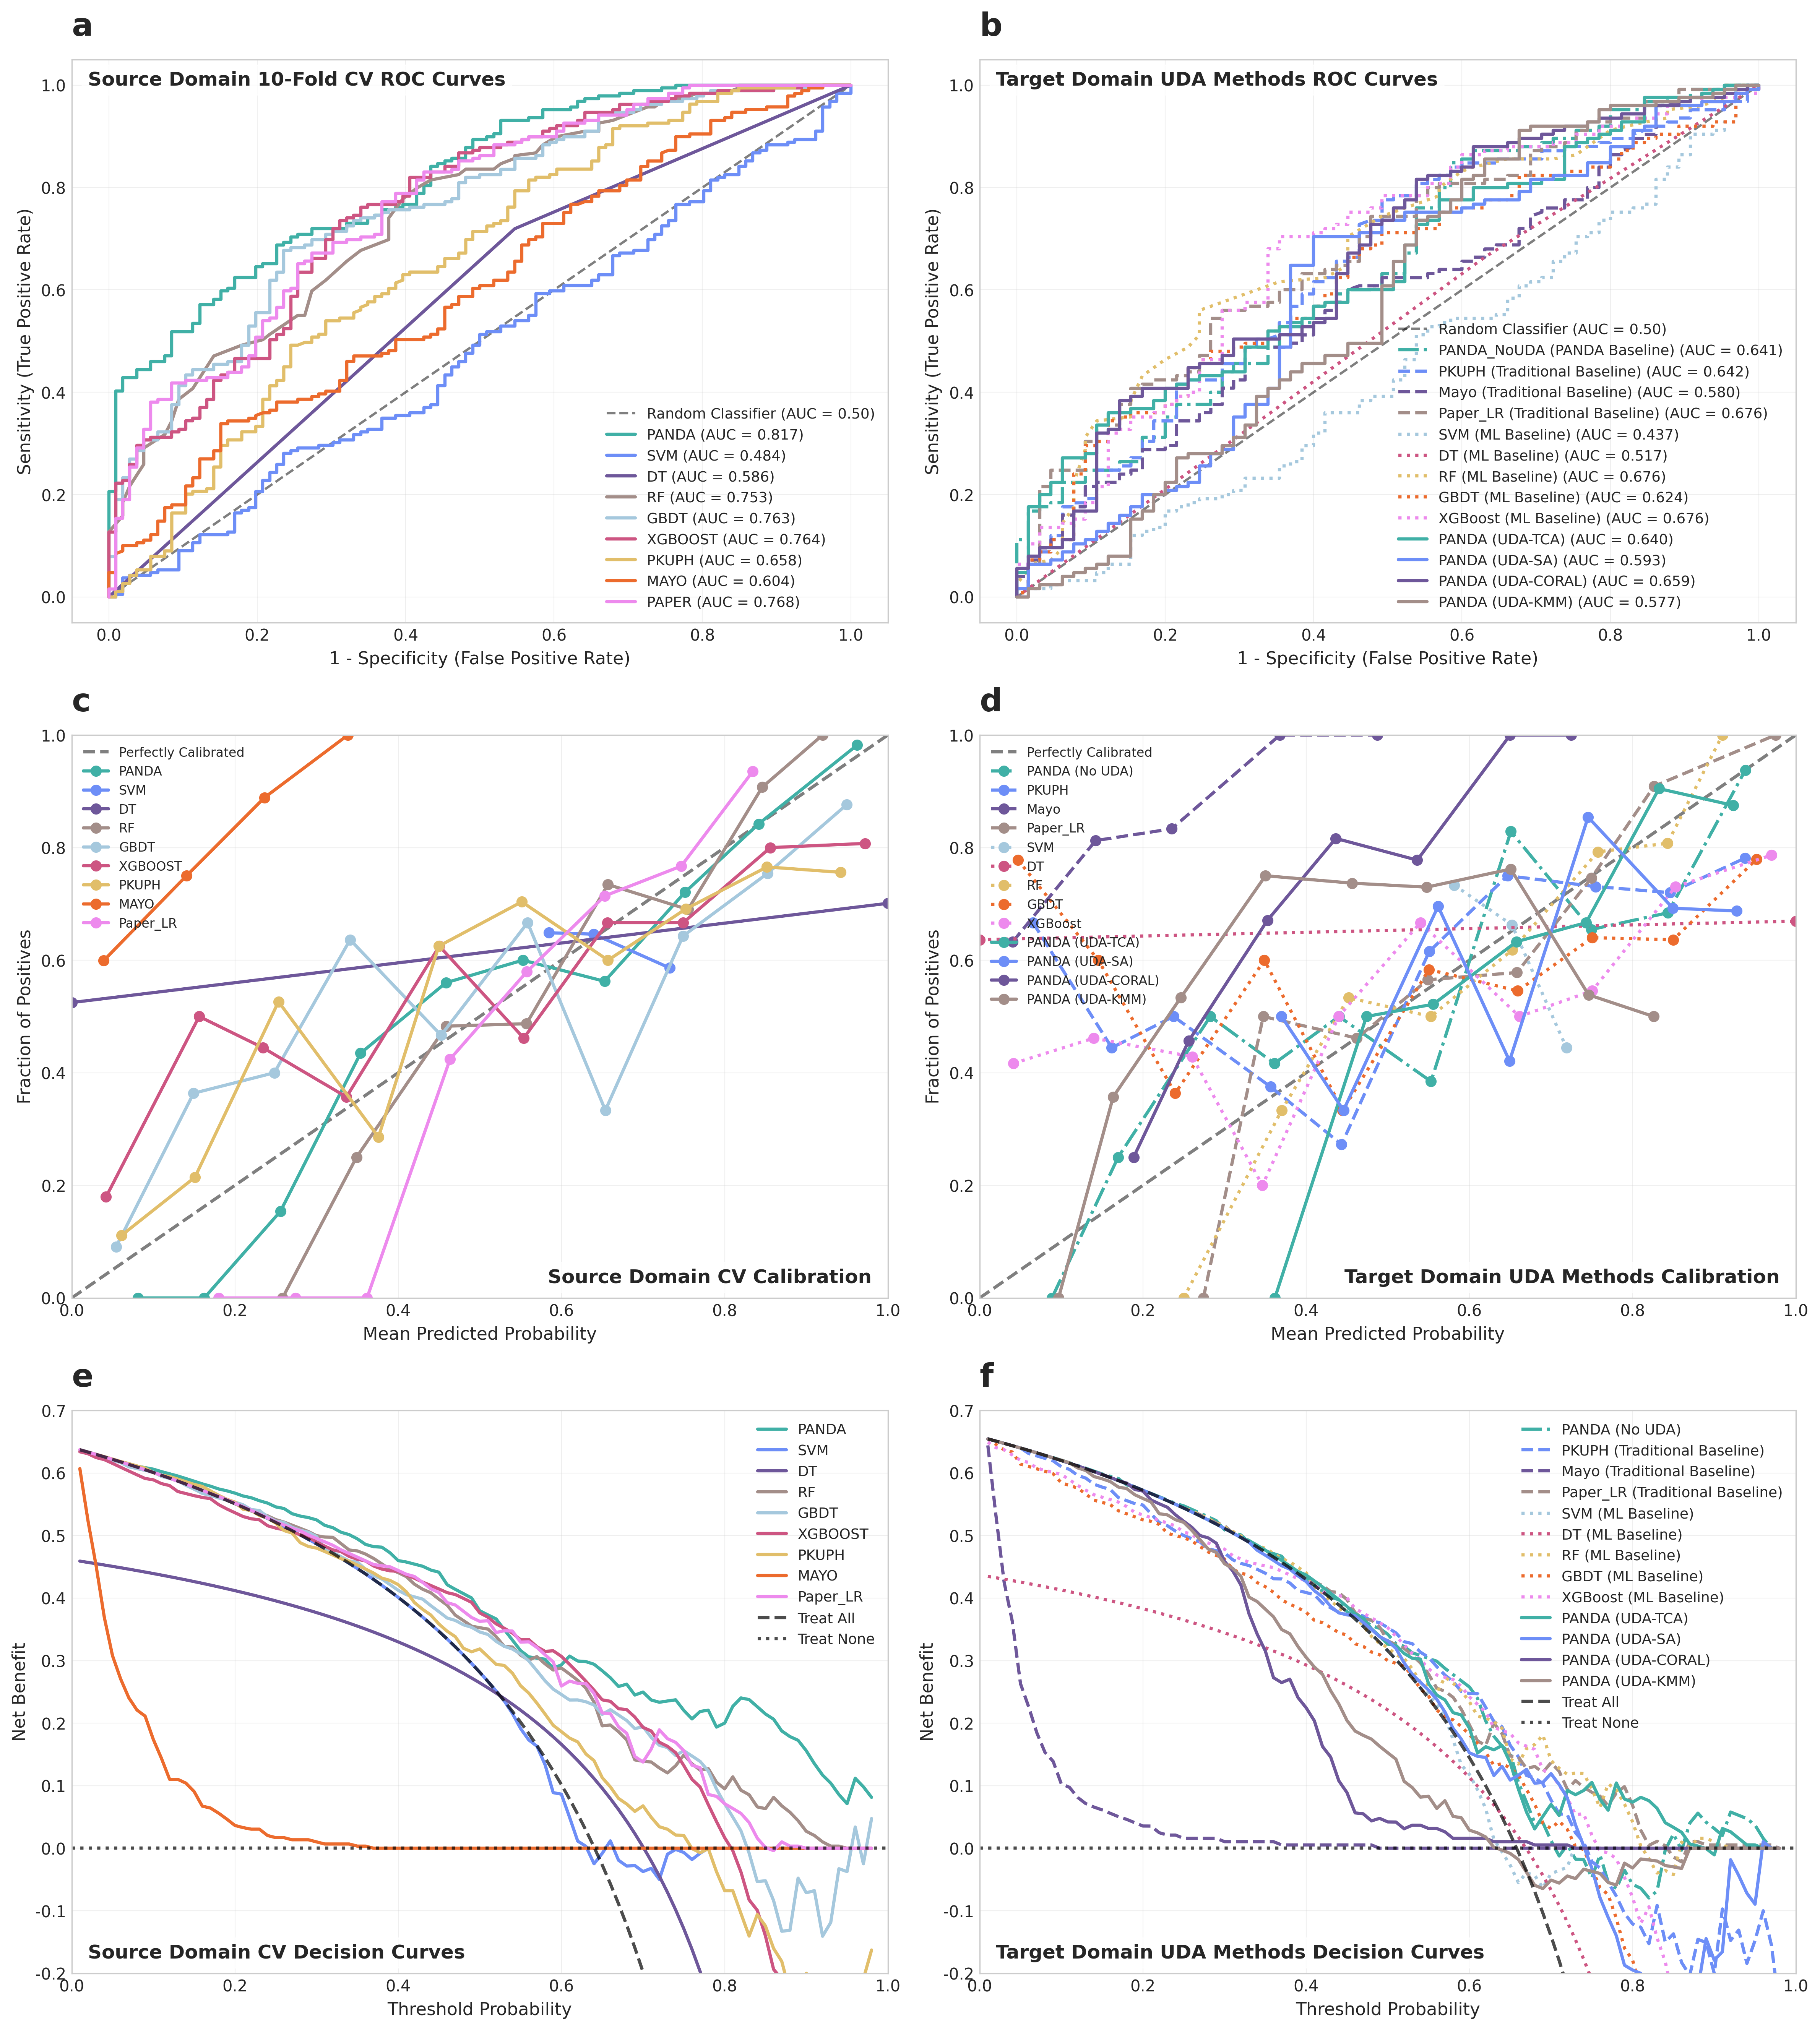 a
Source Domain 10-Fold CV ROC Curves
Sensitivity (True Positive Rate)
1.0
0.8
0.6
0.4
0.2
0.0
Random Classifier (AUC = 0.50)
PANDA (AUC = 0.817)
SVM (AUC = 0.484)
DT (AUC = 0.586)
RF (AUC = 0.753)
GBDT (AUC = 0.763)
XGBOOST (AUC = 0.764)
PKUPH (AUC = 0.658)
MAYO (AUC = 0.604)
PAPER (AUC = 0.768)
0.0 0.2 0.4 0.6 0.8 1.0
1 - Specificity (False Positive Rate)
b
Target Domain UDA Methods ROC Curves
Sensitivity (True Positive Rate)
1.0
0.8
0.6
0.4
0.2
0.0
Random Classifier (AUC = 0.50)
PANDA_NoUDA (PANDA Baseline) (AUC = 0.641)
PKUPH (Traditional Baseline) (AUC = 0.642)
Mayo (Traditional Baseline) (AUC = 0.580)
Paper_LR (Traditional Baseline) (AUC = 0.676)
SVM (ML Baseline) (AUC = 0.437)
DT (ML Baseline) (AUC = 0.517)
RF (ML Baseline) (AUC = 0.676)
GBDT (ML Baseline) (AUC = 0.624)
XGBoost (ML Baseline) (AUC = 0.676)
PANDA (UDA-TCA) (AUC = 0.640)
PANDA (UDA-SA) (AUC = 0.593)
PANDA (UDA-CORAL) (AUC = 0.659)
PANDA (UDA-KMM) (AUC = 0.577)
0.0 0.2 0.4 0.6 0.8 1.0
1 - Specificity (False Positive Rate)
c
Fraction of Positives
1.0
0.8
0.6
0.4
0.2
0.0
Perfectly Calibrated
PANDA
SVM
DT
RF
GBDT
XGBOOST
PKUPH
MAYO
Paper_LR
Source Domain CV Calibration
0.0 0.2 0.4 0.6 0.8 1.0
Mean Predicted Probability
d
Fraction of Positives
1.0
0.8
0.6
0.4
0.2
0.0
Perfectly Calibrated
PANDA (No UDA)
PKUPH
Mayo
Paper_LR
SVM
DT
RF
GBDT
XGBoost
PANDA (UDA-TCA)
PANDA (UDA-SA)
PANDA (UDA-CORAL)
PANDA (UDA-KMM)
Target Domain UDA Methods Calibration
0.0 0.2 0.4 0.6 0.8 1.0
Mean Predicted Probability
e
Net Benefit
0.7
0.6
0.5
0.4
0.3
0.2
0.1
0.0
-0.1
-0.2
PANDA
SVM
DT
RF
GBDT
XGBOOST
PKUPH
MAYO
Paper_LR
Treat All
Treat None
Source Domain CV Decision Curves
0.0 0.2 0.4 0.6 0.8 1.0
Threshold Probability
f
Net Benefit
0.7
0.6
0.5
0.4
0.3
0.2
0.1
0.0
-0.1
-0.2
PANDA (No UDA)
PKUPH (Traditional Baseline)
Mayo (Traditional Baseline)
Paper_LR (Traditional Baseline)
SVM (ML Baseline)
DT (ML Baseline)
RF (ML Baseline)
GBDT (ML Baseline)
XGBoost (ML Baseline)
PANDA (UDA-TCA)
PANDA (UDA-SA)
PANDA (UDA-CORAL)
PANDA (UDA-KMM)
Treat All
Treat None
Target Domain UDA Methods Decision Curves
0.0 0.2 0.4 0.6 0.8 1.0
Threshold Probability